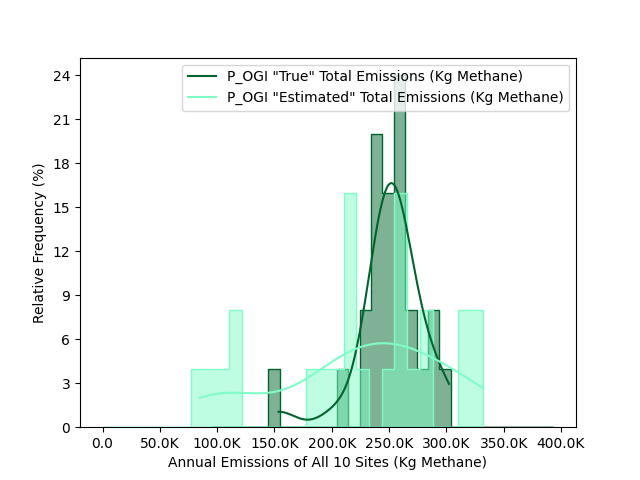 P_OGI "True" Total Emissions (Kg Methane)
P_OGI "Estimated" Total Emissions (Kg Methane)
24
21
18
15
12
9
6
3
0
Relative Frequency (%)
0.0 50.0K 100.0K 150.0K 200.0K 250.0K 300.0K 350.0K 400.0K
Annual Emissions of All 10 Sites (Kg Methane)